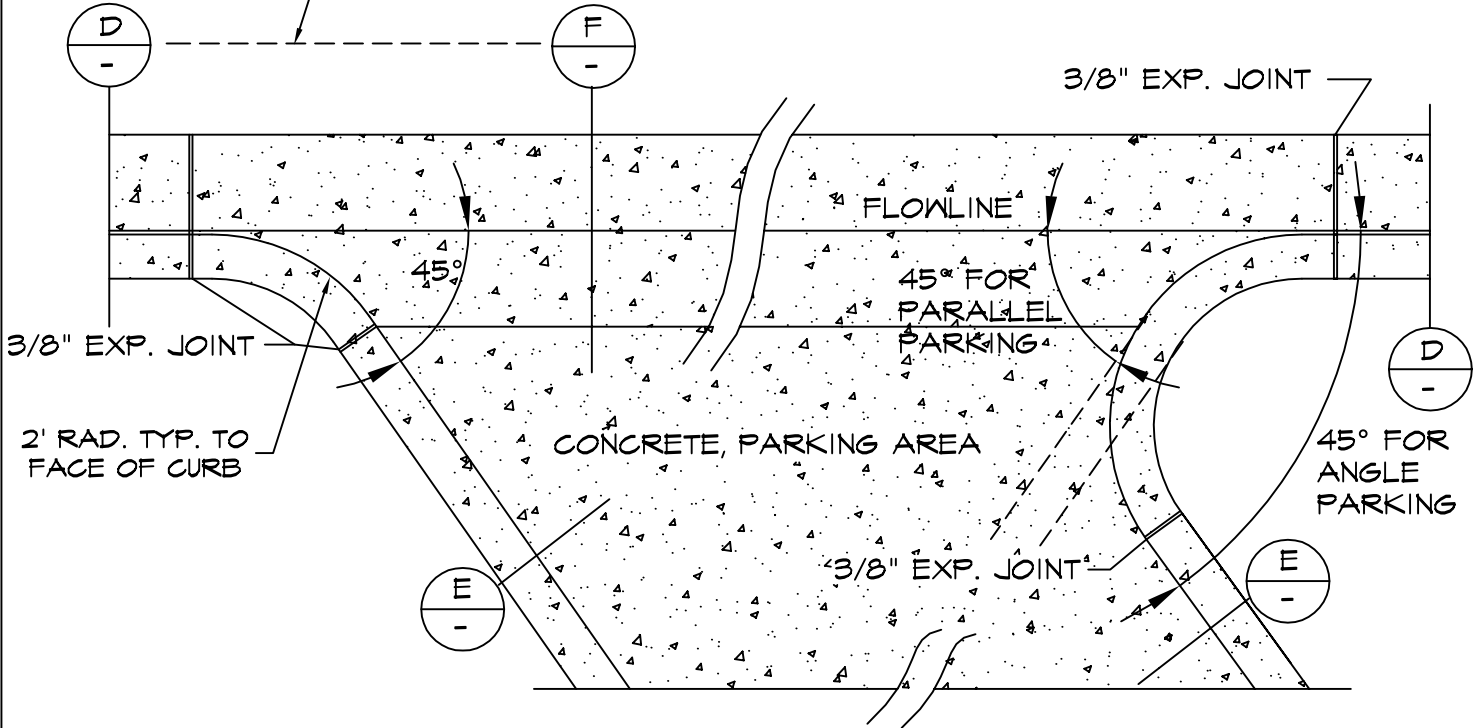 D
-
F
-
3/8" EXP. JOINT
FLOWLINE
45°
45° FOR
PARALLEL
PARKING
3/8" EXP. JOINT
D
-
2' RAD. TYP. TO
FACE OF CURB
CONCRETE, PARKING AREA
45° FOR
ANGLE
PARKING
3/8" EXP. JOINT
E
-
E
-